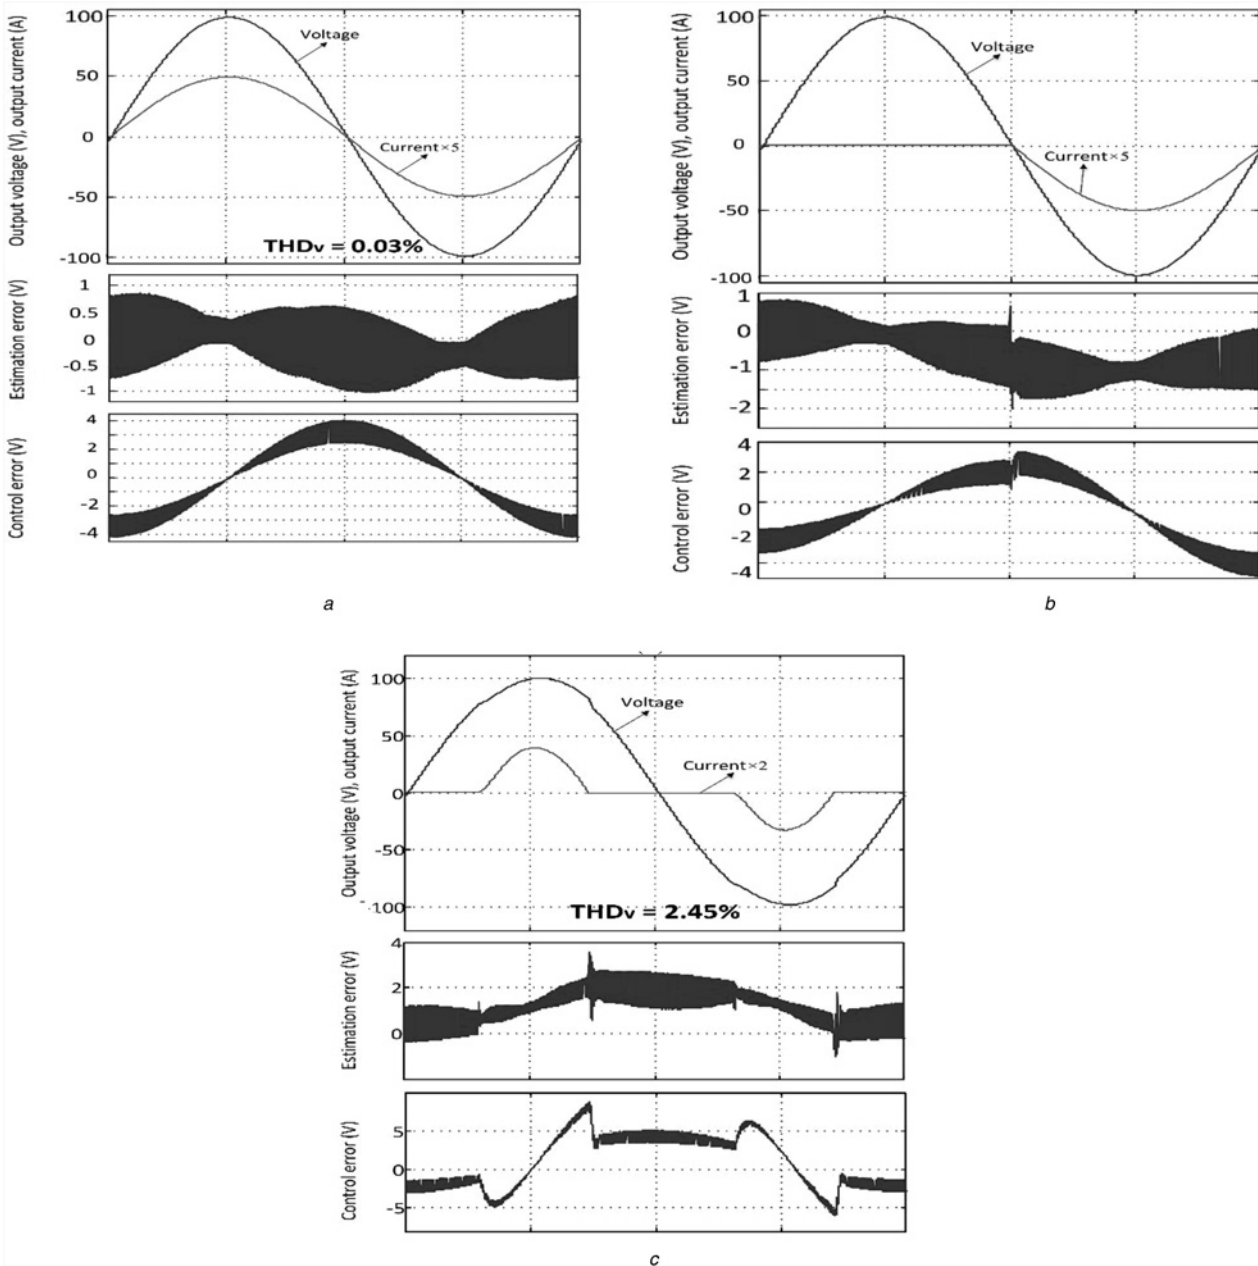 Output voltage (V), output current (A)
100
50
0
-50
-100
Voltage
Current×5
THDv = 0.03%
Estimation error (V)
1
0.5
0
-0.5
-1
Control error (V)
4
2
0
-2
-4
a
Output voltage (V), output current (A)
100
50
0
-50
-100
Voltage
Current×5
Estimation error (V)
1
0
-1
-2
Control error (V)
4
2
0
-2
-4
b
Output voltage (V), output current (A)
100
50
0
-50
-100
Voltage
Current×2
THDv = 2.45%
Estimation error (V)
4
2
0
Control error (V)
5
0
-5
c